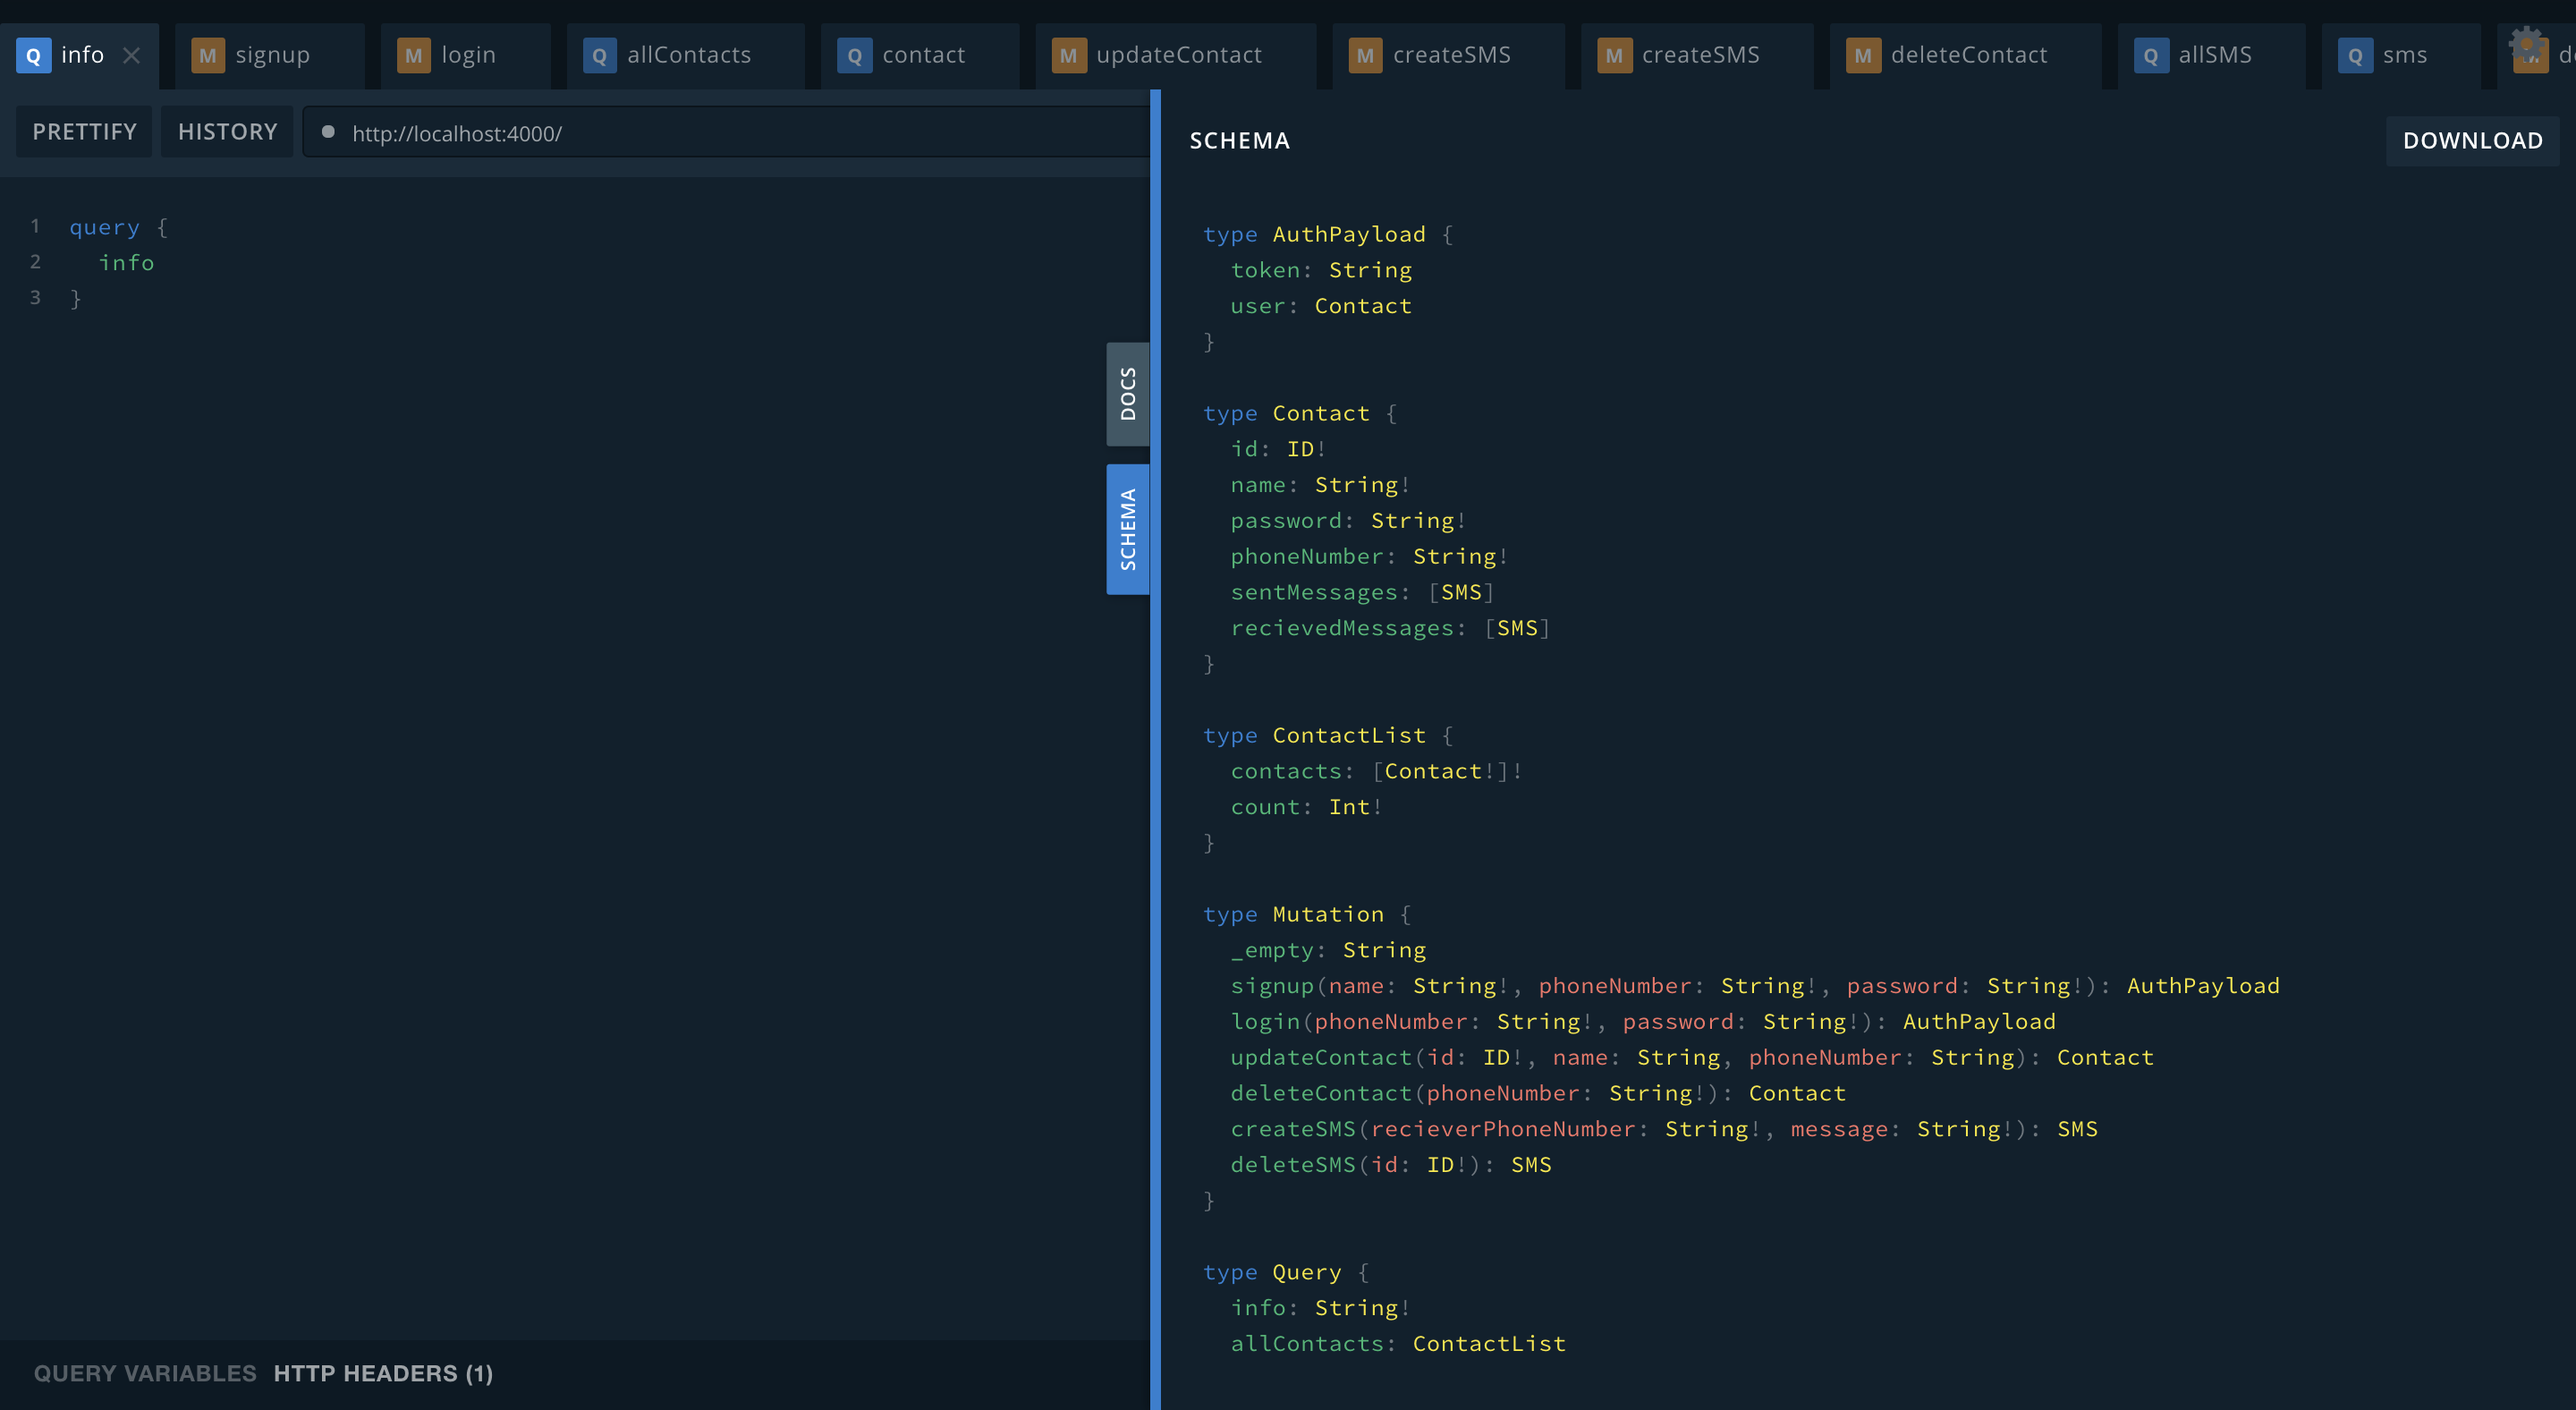 Q info × M signup M login Q allContacts Q contact M updateContact M createSMS M createSMS M deleteContact Q allSMS Q sms
PRETTIFY HISTORY http://localhost:4000/
1 query {
2 info
3 }
DOCS
SCHEMA
QUERY VARIABLES HTTP HEADERS (1)
SCHEMA DOWNLOAD
type AuthPayload {
token: String
user: Contact
}
type Contact {
id: ID!
name: String!
password: String!
phoneNumber: String!
sentMessages: [SMS]
recievedMessages: [SMS]
}
type ContactList {
contacts: [Contact!]!
count: Int!
}
type Mutation {
_empty: String
signup(name: String!, phoneNumber: String!, password: String!): AuthPayload
login(phoneNumber: String!, password: String!): AuthPayload
updateContact(id: ID!, name: String, phoneNumber: String): Contact
deleteContact(phoneNumber: String!): Contact
createSMS(recieverPhoneNumber: String!, message: String!): SMS
deleteSMS(id: ID!): SMS
}
type Query {
info: String!
allContacts: ContactList